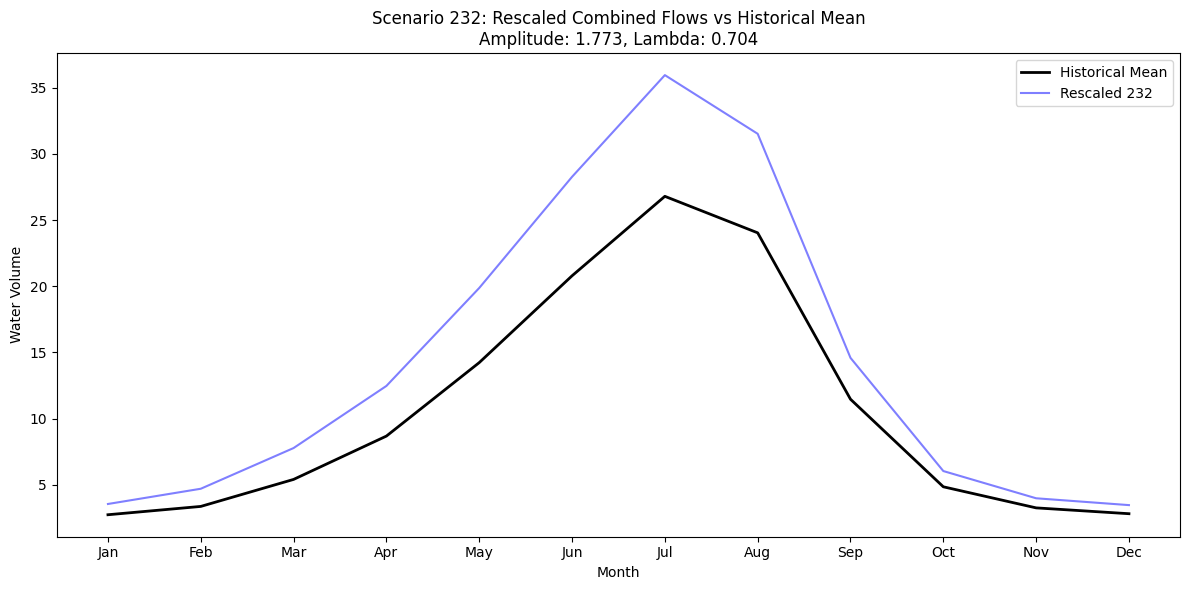 Scenario 232: Rescaled Combined Flows vs Historical Mean
Amplitude: 1.773, Lambda: 0.704
Historical Mean
Rescaled 232
Water Volume
35
30
25
20
15
10
5
Jan Feb Mar Apr May Jun Jul Aug Sep Oct Nov Dec
Month